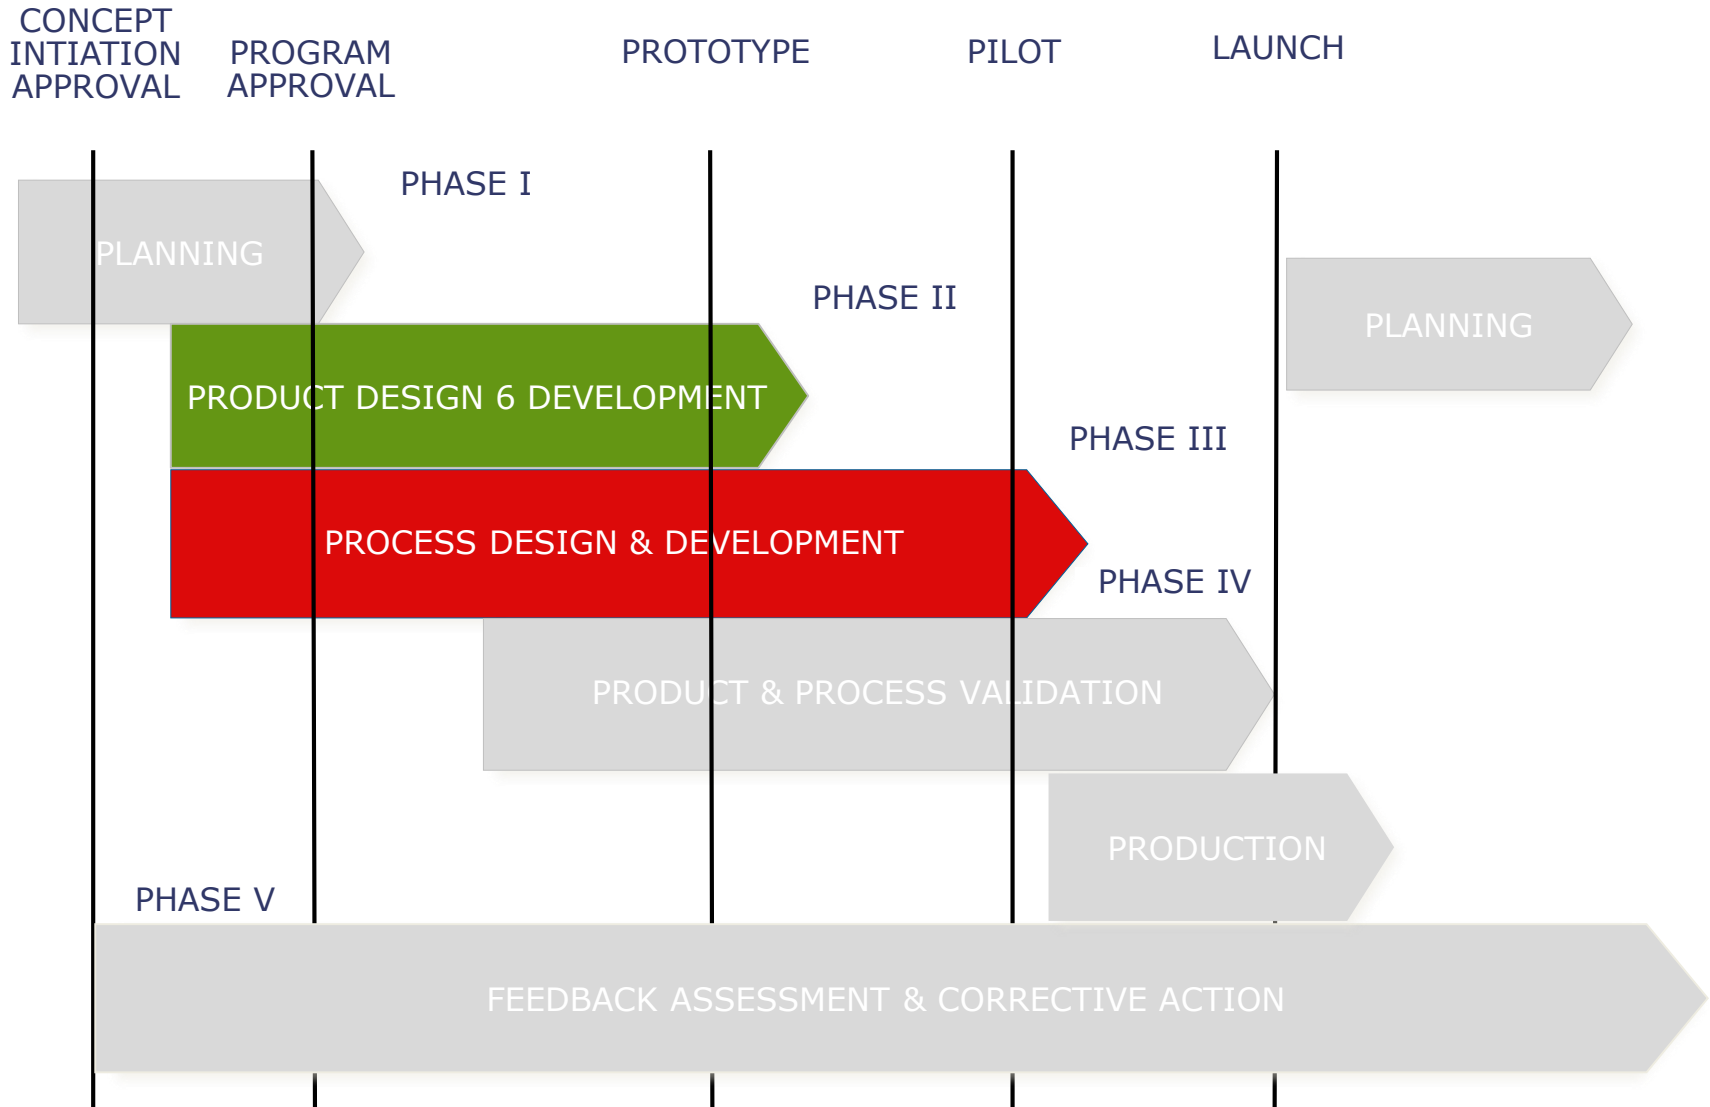 CONCEPT
INTIATION
APPROVAL
PROGRAM
APPROVAL
PROTOTYPE
PILOT
LAUNCH
PHASE I
PLANNING
PHASE II
PLANNING
PRODUCT DESIGN 6 DEVELOPMENT
PHASE III
PROCESS DESIGN & DEVELOPMENT
PHASE IV
PRODUCT & PROCESS VALIDATION
PRODUCTION
PHASE V
FEEDBACK ASSESSMENT & CORRECTIVE ACTION